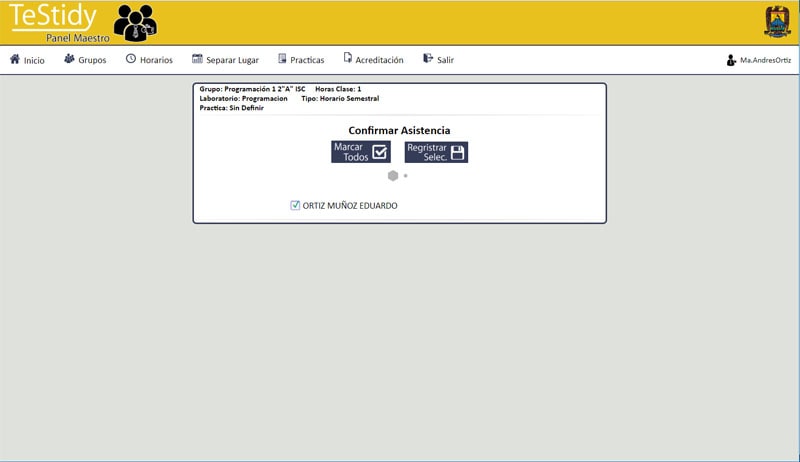 TeStidy
Panel Maestro
Inicio Grupos Horarios Separar Lugar Practicas Acreditación Salir Ma.AndresOrtiz
Grupo: Programación 1 2"A" ISC Horas Clase: 1
Laboratorio: Programacion Tipo: Horario Semestral
Practica: Sin Definir
Confirmar Asistencia
Marcar Todos
Regristrar Selec.
ORTIZ MUÑOZ EDUARDO